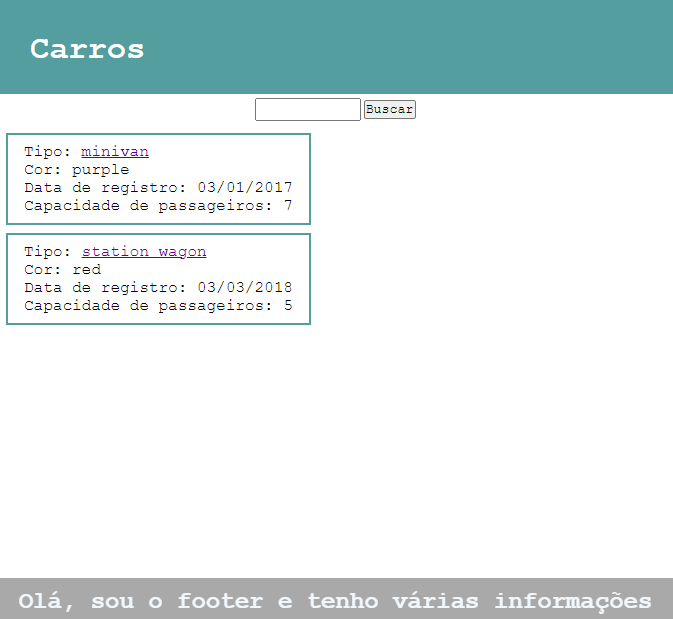 Carros
Buscar
Tipo: minivan
Cor: purple
Data de registro: 03/01/2017
Capacidade de passageiros: 7
Tipo: station wagon
Cor: red
Data de registro: 03/03/2018
Capacidade de passageiros: 5
Olá, sou o footer e tenho várias informações